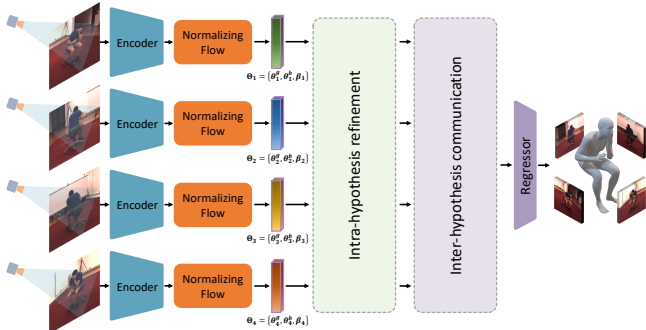 Encoder
Normalizing
Flow
Θ₁ = {θ₁ᵍ, θ₁ᵇ, β₁}
Encoder
Normalizing
Flow
Θ₂ = {θ₂ᵍ, θ₂ᵇ, β₂}
Encoder
Normalizing
Flow
Θ₃ = {θ₃ᵍ, θ₃ᵇ, β₃}
Encoder
Normalizing
Flow
Θ₄ = {θ₄ᵍ, θ₄ᵇ, β₄}
Intra-hypothesis refinement
Inter-hypothesis communication
Regressor